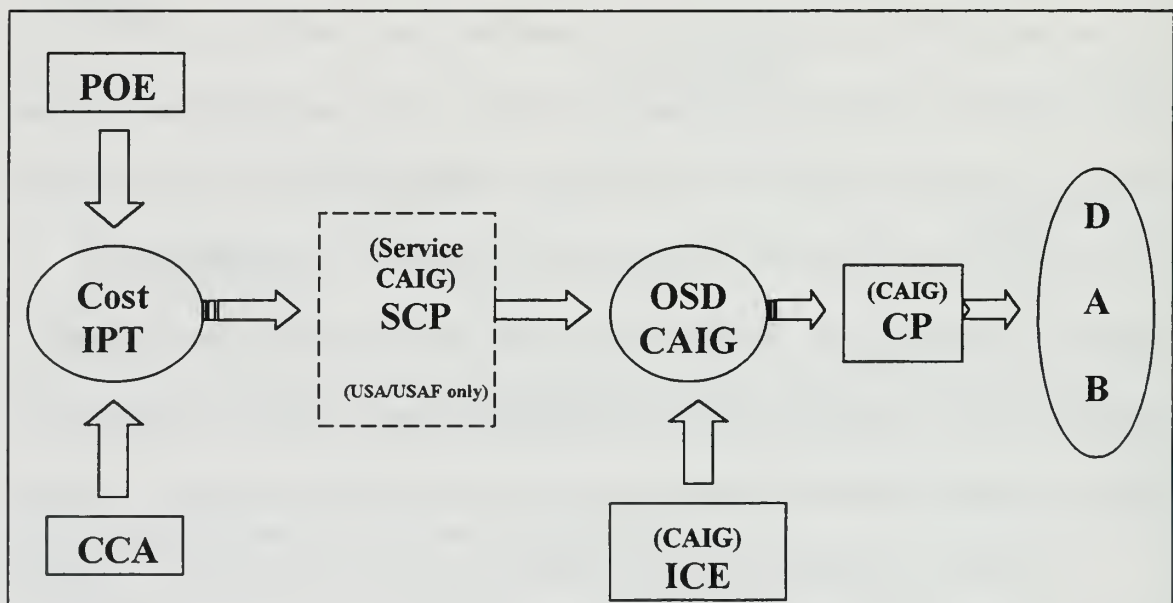 POE
Cost
IPT
CCA
(Service
CAIG)
SCP
(USA/USAF only)
OSD
CAIG
(CAIG)
ICE
(CAIG)
CP
D
A
B